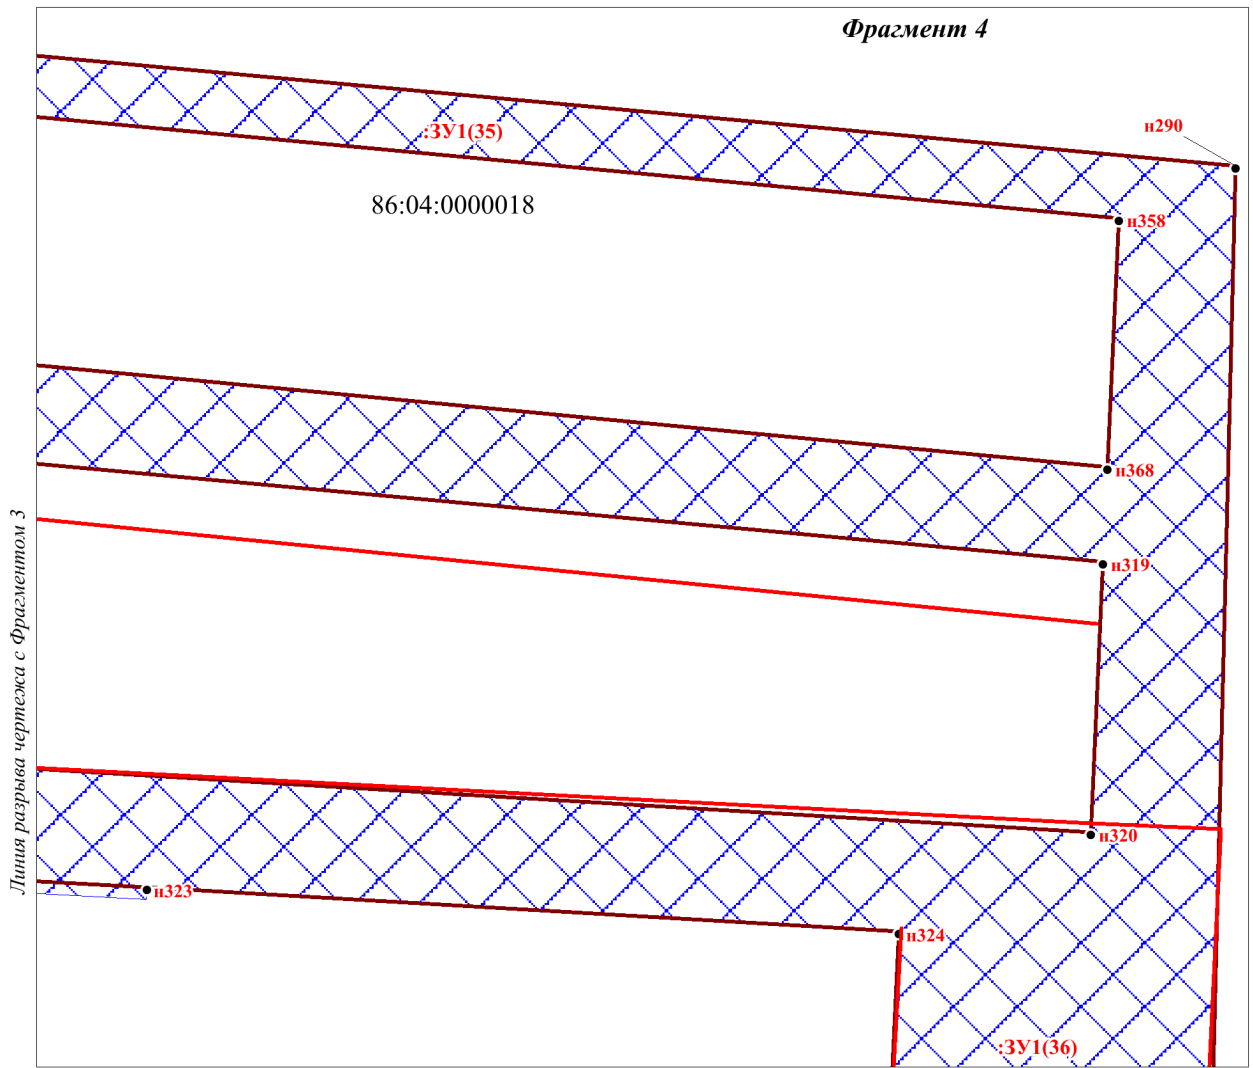 Фрагмент 4
н290
:ЗУ1(35)
86:04:0000018
н358
н368
Линия разрыва чертежа с Фрагментом 3
н319
н320
н323
н324
:ЗУ1(36)